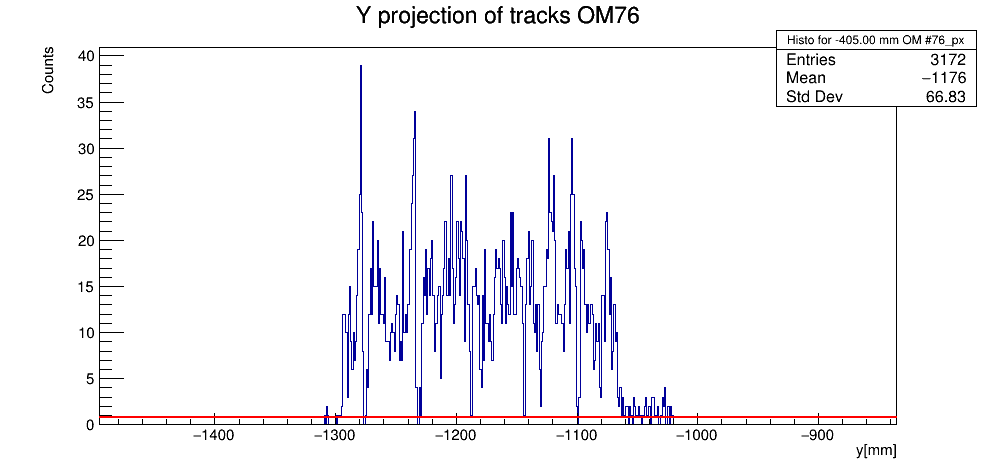 Y projection of tracks OM76
Histo for -405.00 mm OM #76_px
Entries 3172
Mean −1176
Std Dev 66.83
Counts
40
35
30
25
20
15
10
5
0
−1400 −1300 −1200 −1100 −1000 −900
y[mm]